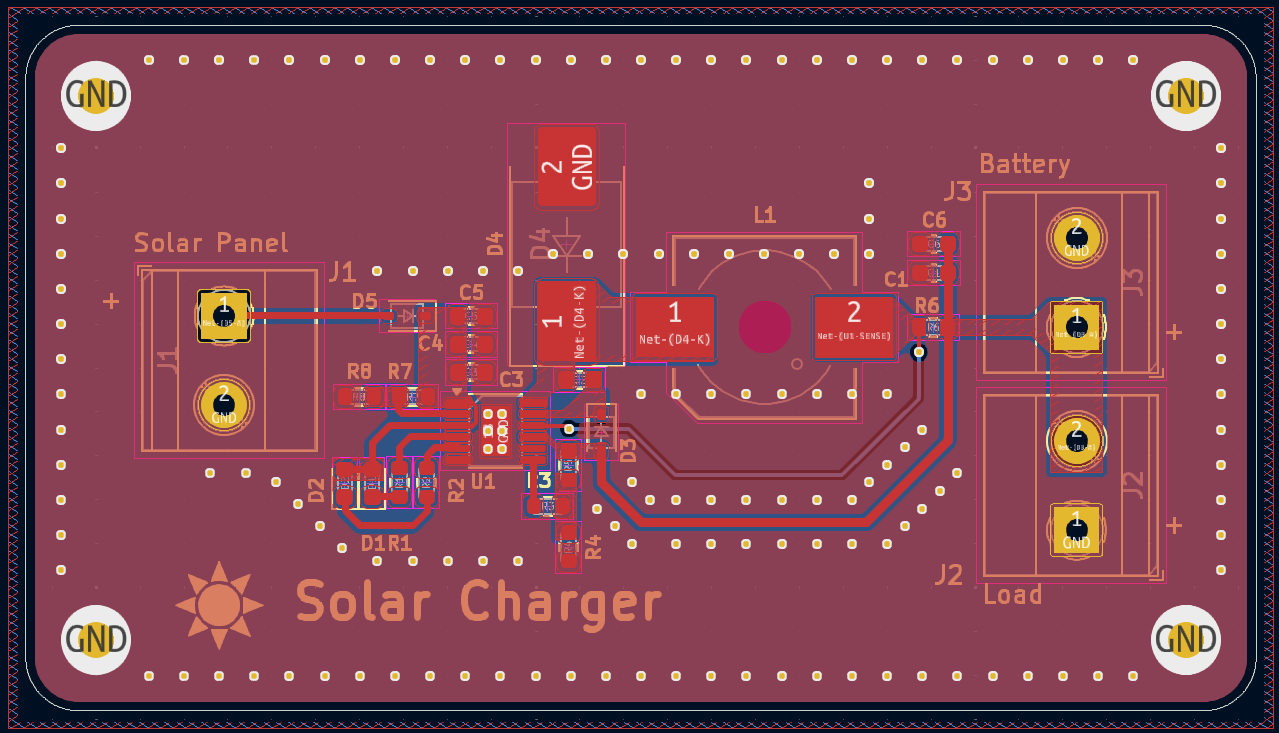 GND
GND
Battery
2
GND
J3
L1
C6
D4
D4
2
GND
Solar Panel
J1
C1
J3
1
+
D5
C5
1
1
2
R6
1
+
Net-(D4-K)
Net-(D4-K)
Net-(U1-SENSE)
C4
J1
R8
R7
C3
2
GND
2
GND
D3
D2
U1
R2
J2
1
GND
+
D1
R1
R4
J2
Load
Solar Charger
GND
GND